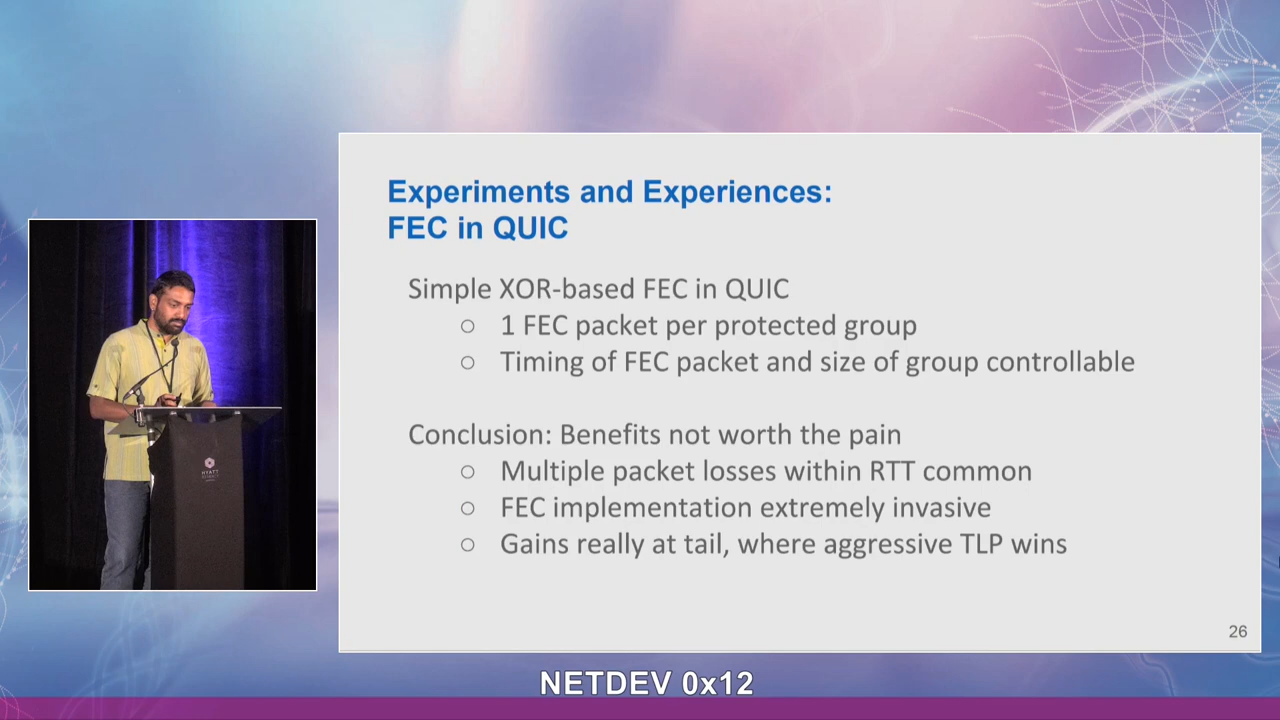 Experiments and Experiences:
FEC in QUIC
Simple XOR-based FEC in QUIC
○ 1 FEC packet per protected group
○ Timing of FEC packet and size of group controllable
Conclusion: Benefits not worth the pain
○ Multiple packet losses within RTT common
○ FEC implementation extremely invasive
○ Gains really at tail, where aggressive TLP wins
26
HYATT
NETDEV 0x12